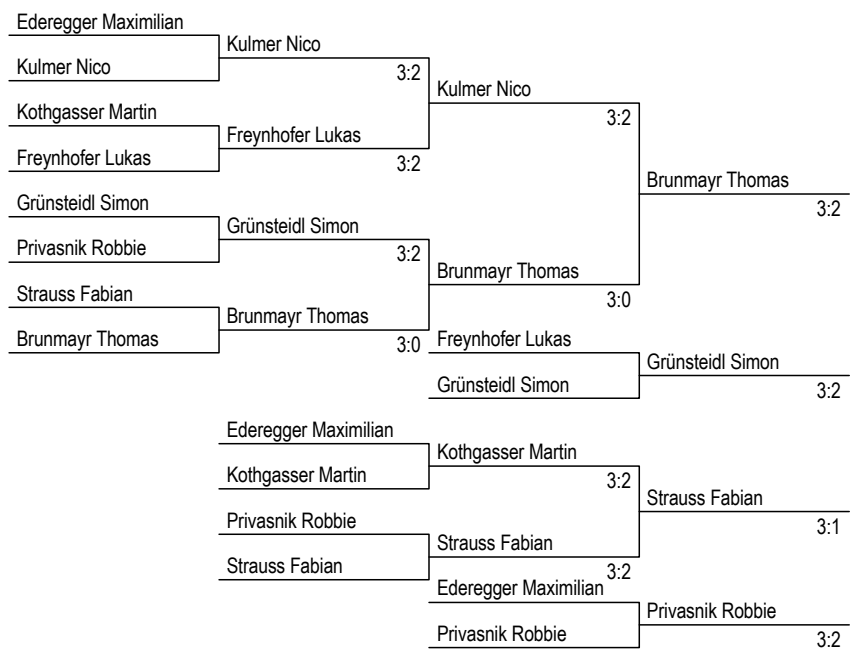 Ederegger Maximilian
Kulmer Nico
Kulmer Nico
3:2
Kulmer Nico
Kothgasser Martin
3:2
Freynhofer Lukas
Freynhofer Lukas
3:2
Brunmayr Thomas
3:2
Grünsteidl Simon
Grünsteidl Simon
Privasnik Robbie
3:2
Brunmayr Thomas
3:0
Strauss Fabian
Brunmayr Thomas
Brunmayr Thomas
3:0
Freynhofer Lukas
Grünsteidl Simon
Grünsteidl Simon
3:2
Ederegger Maximilian
Kothgasser Martin
Kothgasser Martin
3:2
Strauss Fabian
3:1
Privasnik Robbie
Strauss Fabian
Strauss Fabian
3:2
Ederegger Maximilian
Privasnik Robbie
Privasnik Robbie
3:2